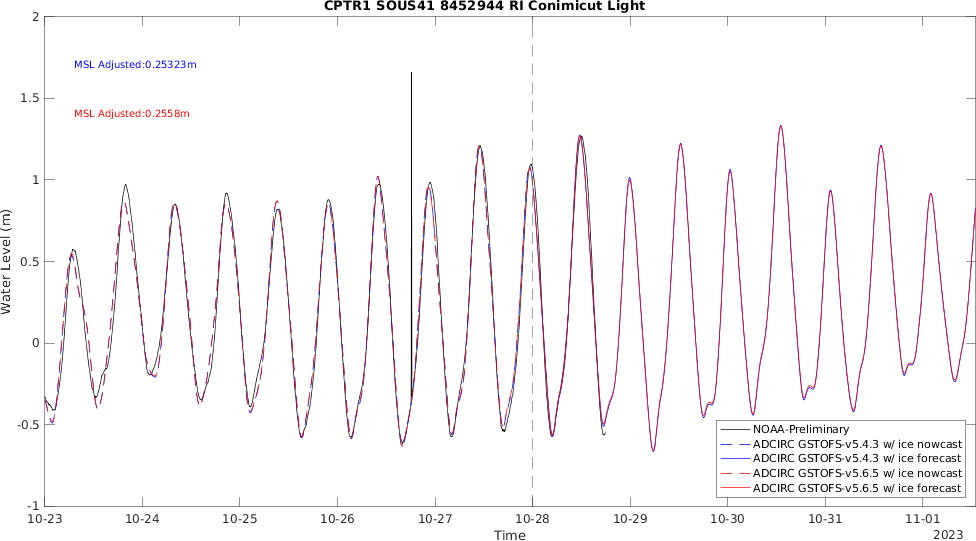 CPTR1 SOUS41 8452944 RI Conimicut Light
2
1.5
1
0.5
0
-0.5
-1
Water Level (m)
MSL Adjusted:0.25323m
MSL Adjusted:0.2558m
NOAA-Preliminary
ADCIRC GSTOFS-v5.4.3 w/ ice nowcast
ADCIRC GSTOFS-v5.4.3 w/ ice forecast
ADCIRC GSTOFS-v5.6.5 w/ ice nowcast
ADCIRC GSTOFS-v5.6.5 w/ ice forecast
10-23 10-24 10-25 10-26 10-27 10-28 10-29 10-30 10-31 11-01
Time
2023